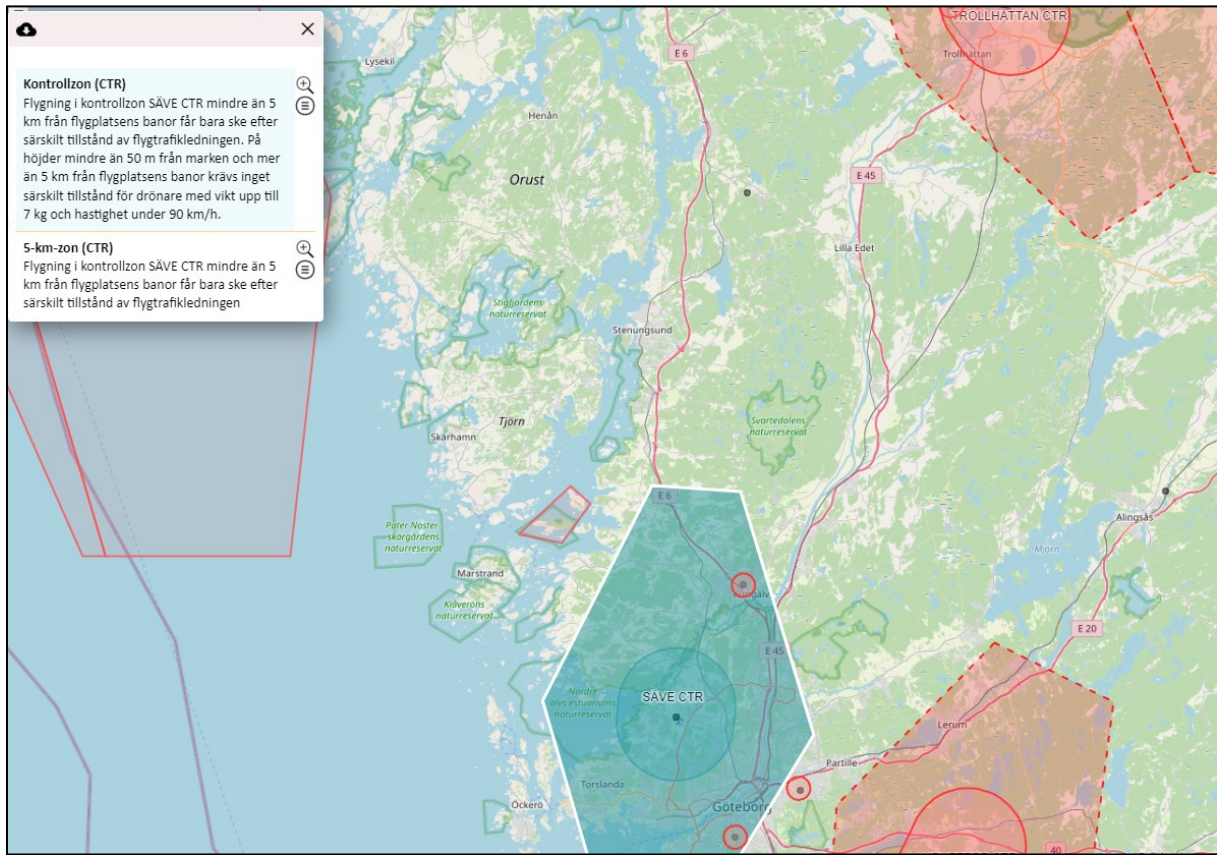 Kontrollzon (CTR)
Flygning i kontrollzon SÄVE CTR mindre än 5
km från flygplatsens banor får bara ske efter
särskilt tillstånd av flygtrafikledningen. På
höjder mindre än 50 m från marken och mer
än 5 km från flygplatsens banor krävs inget
särskilt tillstånd för drönare med vikt upp till
7 kg och hastighet under 90 km/h.
5-km-zon (CTR)
Flygning i kontrollzon SÄVE CTR mindre än 5
km från flygplatsens banor får bara ske efter
särskilt tillstånd av flygtrafikledningen
TROLLHÄTTAN CTR
Trollhättan
E 6
Lysekil
Henån
Orust
E 45
Lilla Edet
Stigfjordens
naturreservat
Stenungsund
Tjörn
Svartedalens
naturreservat
Skärhamn
E 6
Alingsås
Pater Noster
skärgårdens
naturreservat
Mjörn
Marstrand
Kungälv
Klåveröns
naturreservat
E 20
E 45
Nordre
älvs estuariums
naturreservat
SÄVE CTR
Lerum
Partille
Torslanda
Öckerö
Göteborg
40